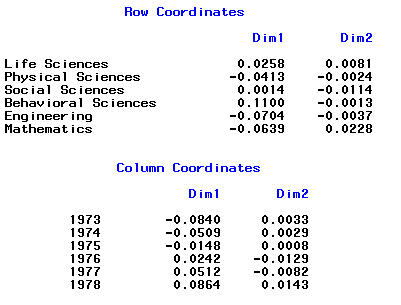 Row Coordinates
Dim1 Dim2
Life Sciences 0.0258 0.0081
Physical Sciences -0.0413 -0.0024
Social Sciences 0.0014 -0.0114
Behavioral Sciences 0.1100 -0.0013
Engineering -0.0704 -0.0037
Mathematics -0.0639 0.0228
Column Coordinates
Dim1 Dim2
1973 -0.0840 0.0033
1974 -0.0509 0.0029
1975 -0.0148 0.0008
1976 0.0242 -0.0129
1977 0.0512 -0.0082
1978 0.0864 0.0143